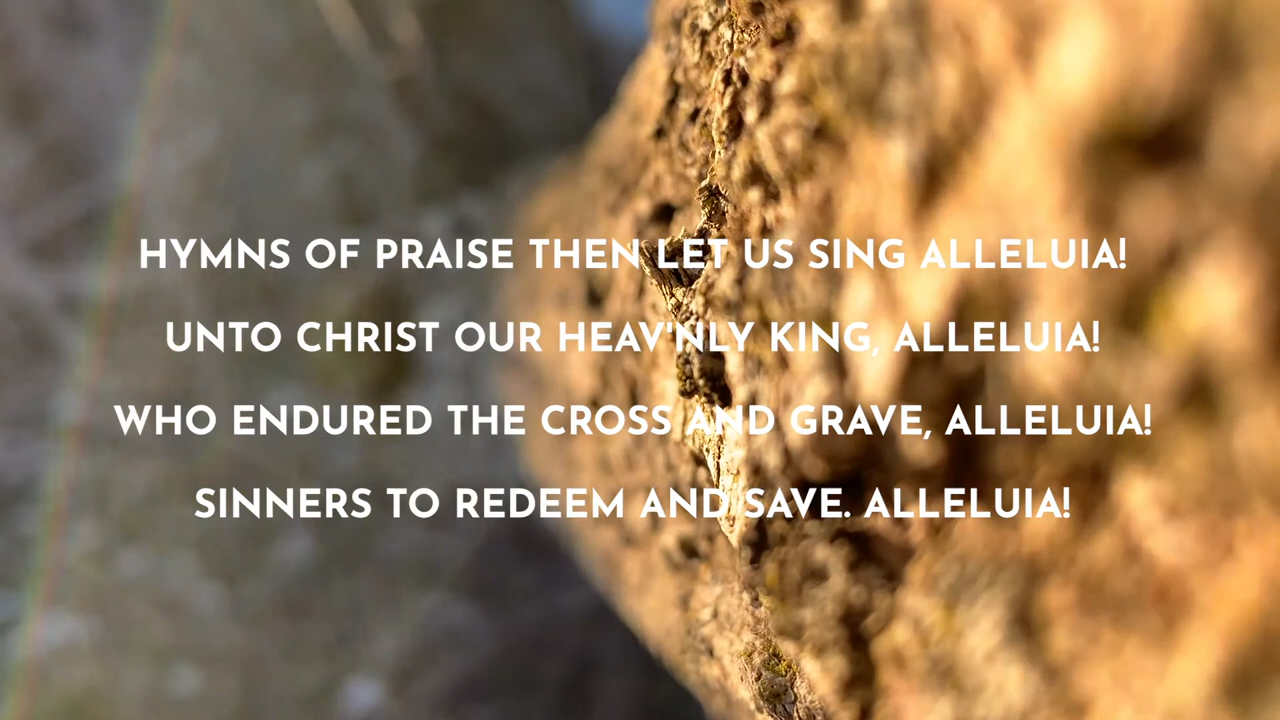 HYMNS OF PRAISE THEN LET US SING ALLELUIA!
UNTO CHRIST OUR HEAV'NLY KING, ALLELUIA!
WHO ENDURED THE CROSS AND GRAVE, ALLELUIA!
SINNERS TO REDEEM AND SAVE. ALLELUIA!